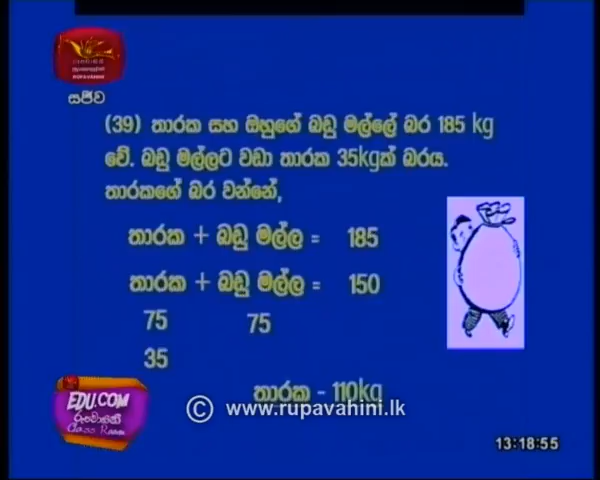 සජීව
(39) තාරක සහ ඔහුගේ බඩු මල්ලේ බර 185 kg
වේ. බඩු මල්ලට වඩා තාරක 35kgක් බරය.
තාරකගේ බර වන්නේ,
තාරක + බඩු මල්ල = 185
තාරක + බඩු මල්ල = 150
75 75
35
තාරක - 110kg
EDU.COM
Class Room
© www.rupavahini.lk
13:18:55